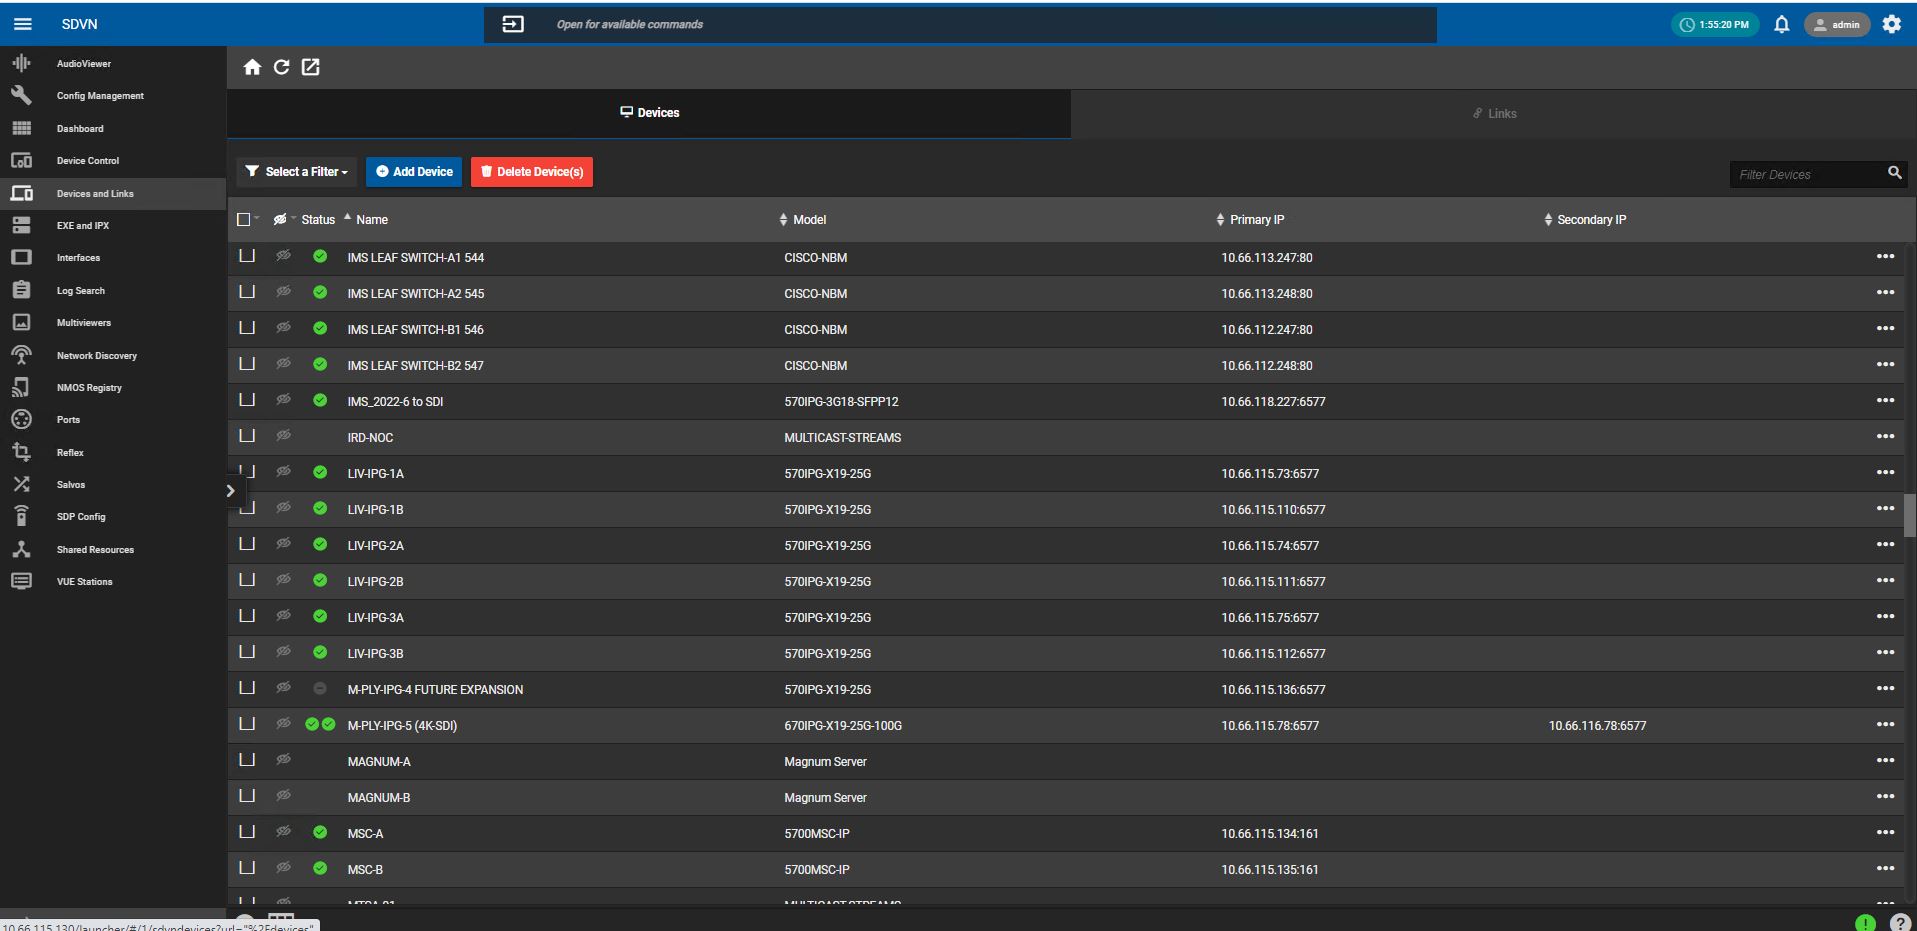 SDVN
Open for available commands
1:55:20 PM
admin
AudioViewer
Config Management
Dashboard
Device Control
Devices and Links
EXE and IPX
Interfaces
Log Search
Multiviewers
Network Discovery
NMOS Registry
Ports
Reflex
Salvos
SDP Config
Shared Resources
VUE Stations
Devices
Links
Select a Filter
Add Device
Delete Device(s)
Filter Devices
Status Name Model Primary IP Secondary IP
IMS LEAF SWITCH-A1 544 CISCO-NBM 10.66.113.247:80
IMS LEAF SWITCH-A2 545 CISCO-NBM 10.66.113.248:80
IMS LEAF SWITCH-B1 546 CISCO-NBM 10.66.112.247:80
IMS LEAF SWITCH-B2 547 CISCO-NBM 10.66.112.248:80
IMS_2022-6 to SDI 570IPG-3G18-SFPP12 10.66.118.227:6577
IRD-NOC MULTICAST-STREAMS
LIV-IPG-1A 570IPG-X19-25G 10.66.115.73:6577
LIV-IPG-1B 570IPG-X19-25G 10.66.115.110:6577
LIV-IPG-2A 570IPG-X19-25G 10.66.115.74:6577
LIV-IPG-2B 570IPG-X19-25G 10.66.115.111:6577
LIV-IPG-3A 570IPG-X19-25G 10.66.115.75:6577
LIV-IPG-3B 570IPG-X19-25G 10.66.115.112:6577
M-PLY-IPG-4 FUTURE EXPANSION 570IPG-X19-25G 10.66.115.136:6577
M-PLY-IPG-5 (4K-SDI) 670IPG-X19-25G-100G 10.66.115.78:6577 10.66.116.78:6577
MAGNUM-A Magnum Server
MAGNUM-B Magnum Server
MSC-A 5700MSC-IP 10.66.115.134:161
MSC-B 5700MSC-IP 10.66.115.135:161
MULTICAST-STREAMS
10.66.115.130/launcher/#/1/sdvndevices?url="%2Fdevices"